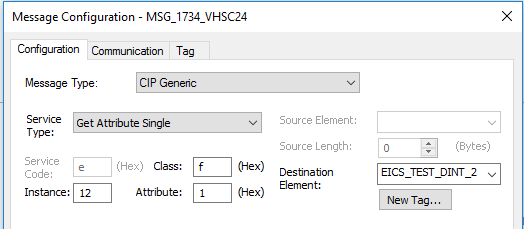 Message Configuration - MSG_1734_VHSC24
Configuration Communication Tag
Message Type: CIP Generic
Service Type: Get Attribute Single
Source Element:
Source Length: 0 (Bytes)
Service Code: e (Hex) Class: f (Hex)
Destination Element: EICS_TEST_DINT_2
Instance: 12 Attribute: 1 (Hex)
New Tag...